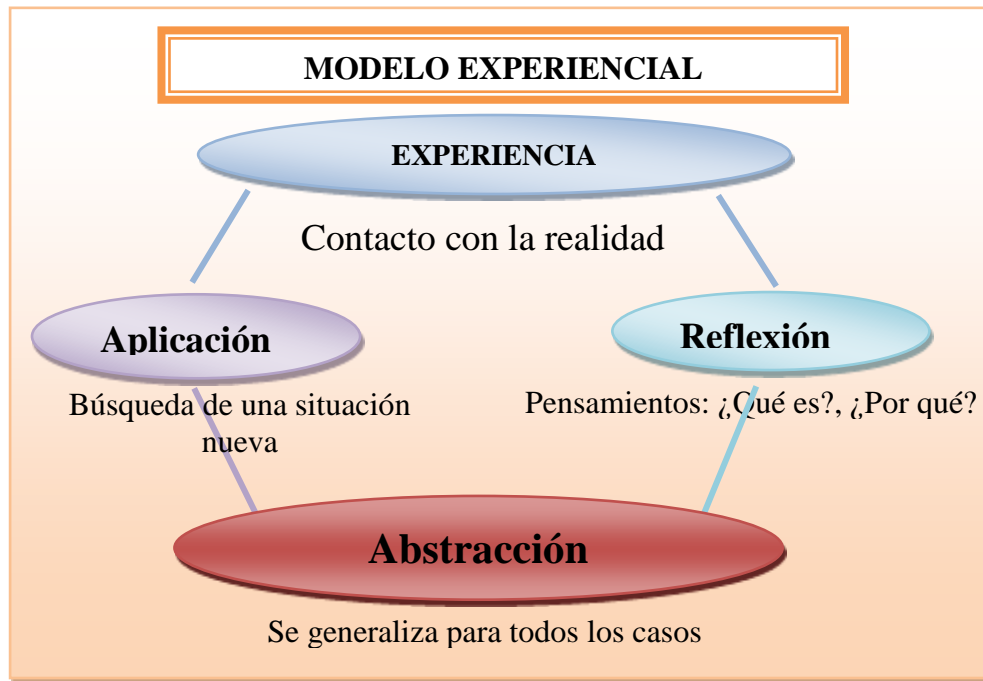 MODELO EXPERIENCIAL
EXPERIENCIA
Contacto con la realidad
Aplicación
Reflexión
Búsqueda de una situación
nueva
Pensamientos: ¿Qué es?, ¿Por qué?
Abstracción
Se generaliza para todos los casos